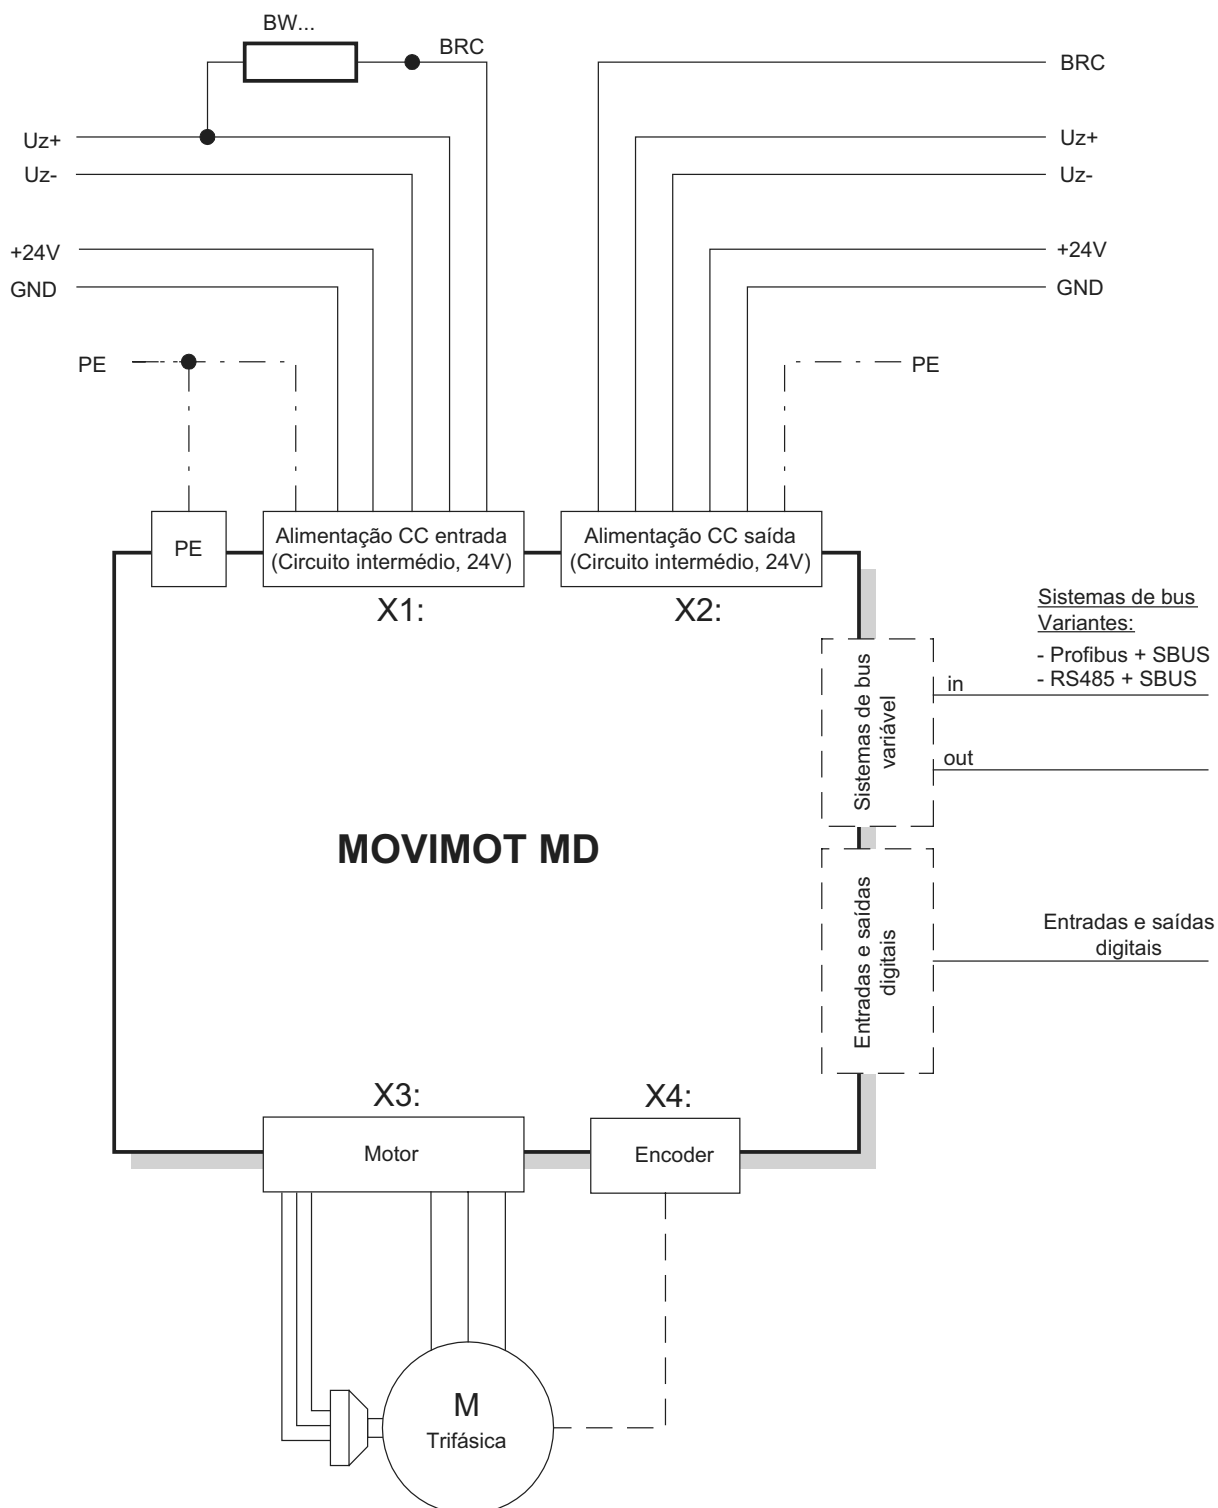 BW...
BRC
BRC
Uz+
Uz+
Uz-
Uz-
+24V
+24V
GND
GND
PE
PE
PE
Alimentação CC entrada
(Circuito intermédio, 24V)
Alimentação CC saída
(Circuito intermédio, 24V)
X1:
X2:
Sistemas de bus
Variantes:
- Profibus + SBUS
- RS485 + SBUS
in
out
Sistemas de bus
variável
MOVIMOT MD
Entradas e saídas
digitais
Entradas e saídas
digitais
X3:
X4:
Motor
Encoder
M
Trifásica